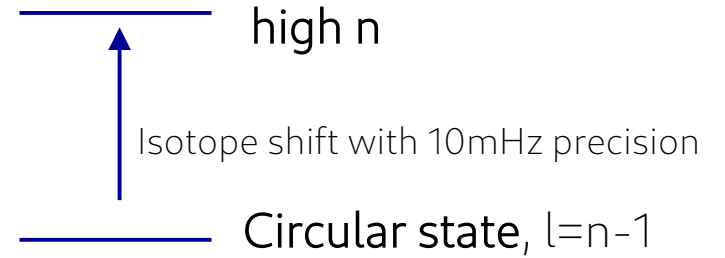 high n
Isotope shift with 10mHz precision
Circular state, l=n-1